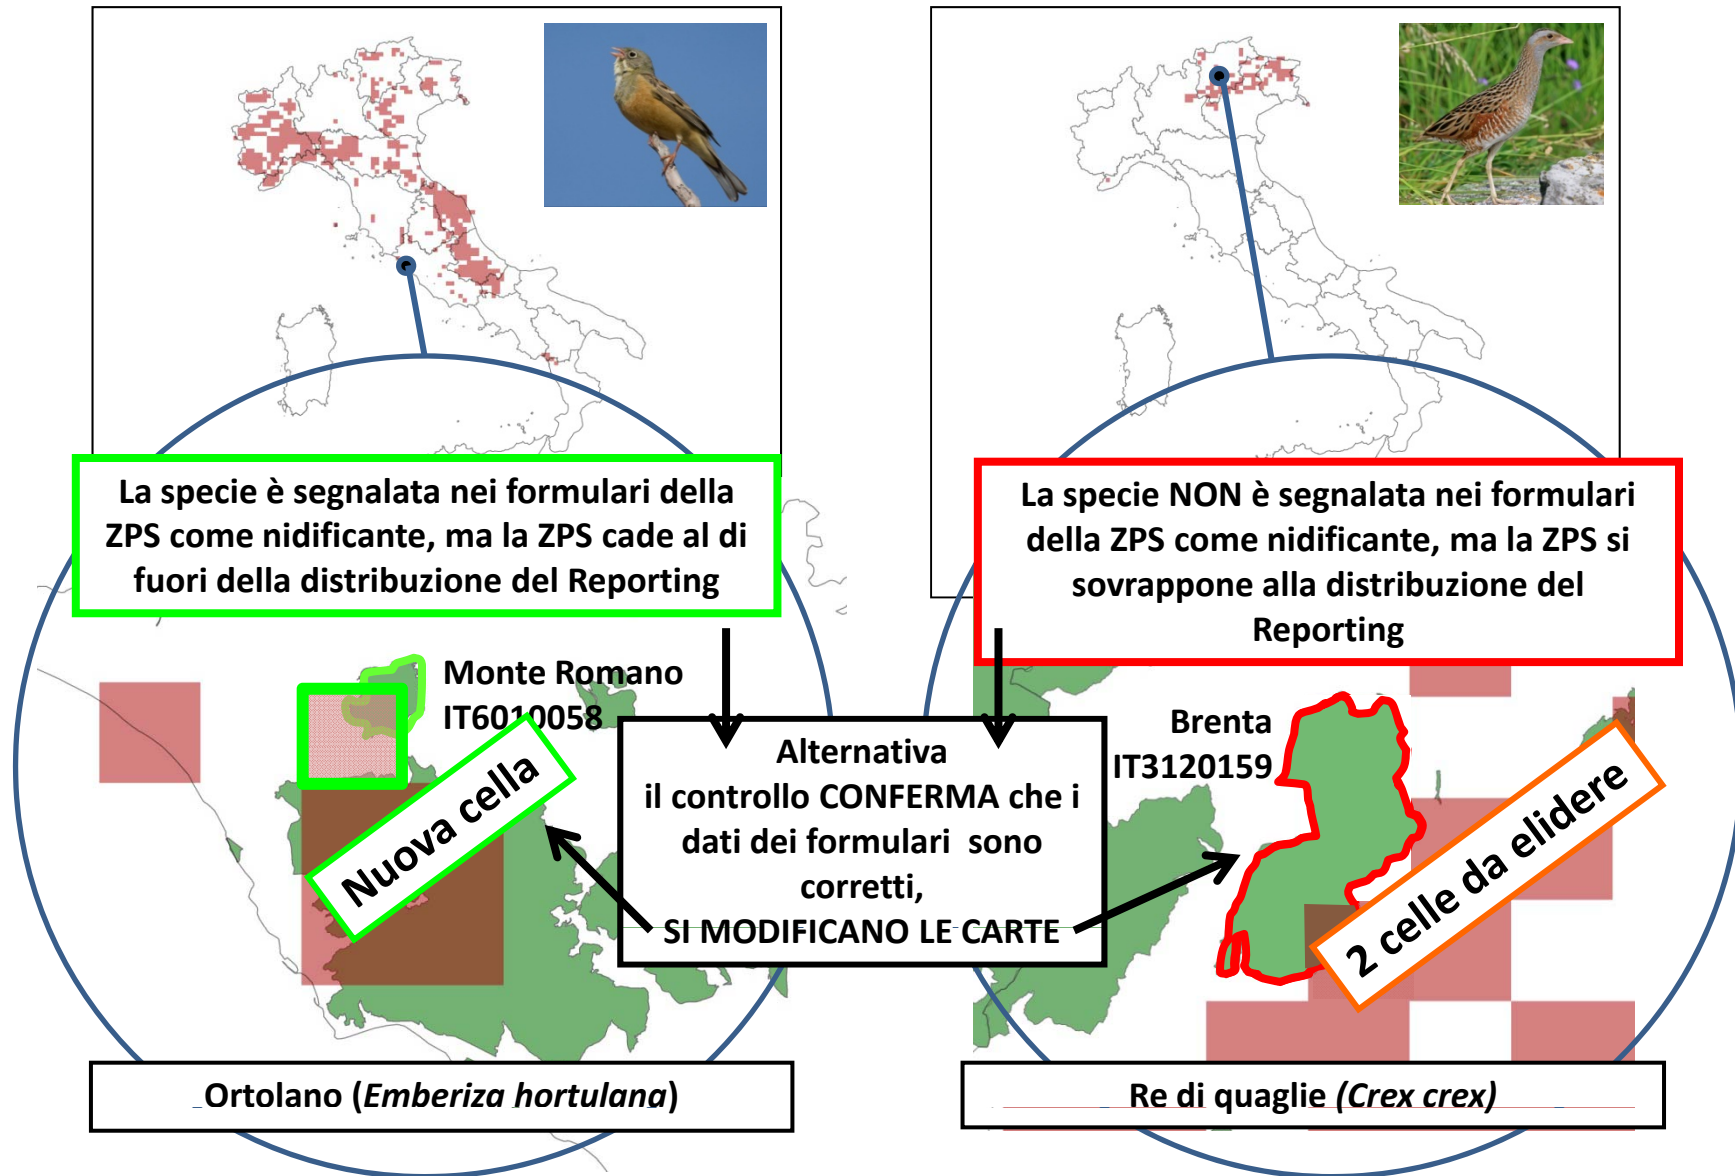 La specie è segnalata nei formulari della
ZPS come nidificante, ma la ZPS cade al di
fuori della distribuzione del Reporting
La specie NON è segnalata nei formulari
della ZPS come nidificante, ma la ZPS si
sovrappone alla distribuzione del
Reporting
Monte Romano
IT6010058
Nuova cella
Alternativa
il controllo CONFERMA che i
dati dei formulari sono
corretti,
SI MODIFICANO LE CARTE
Brenta
IT3120159
2 celle da elidere
Ortolano (Emberiza hortulana)
Re di quaglie (Crex crex)